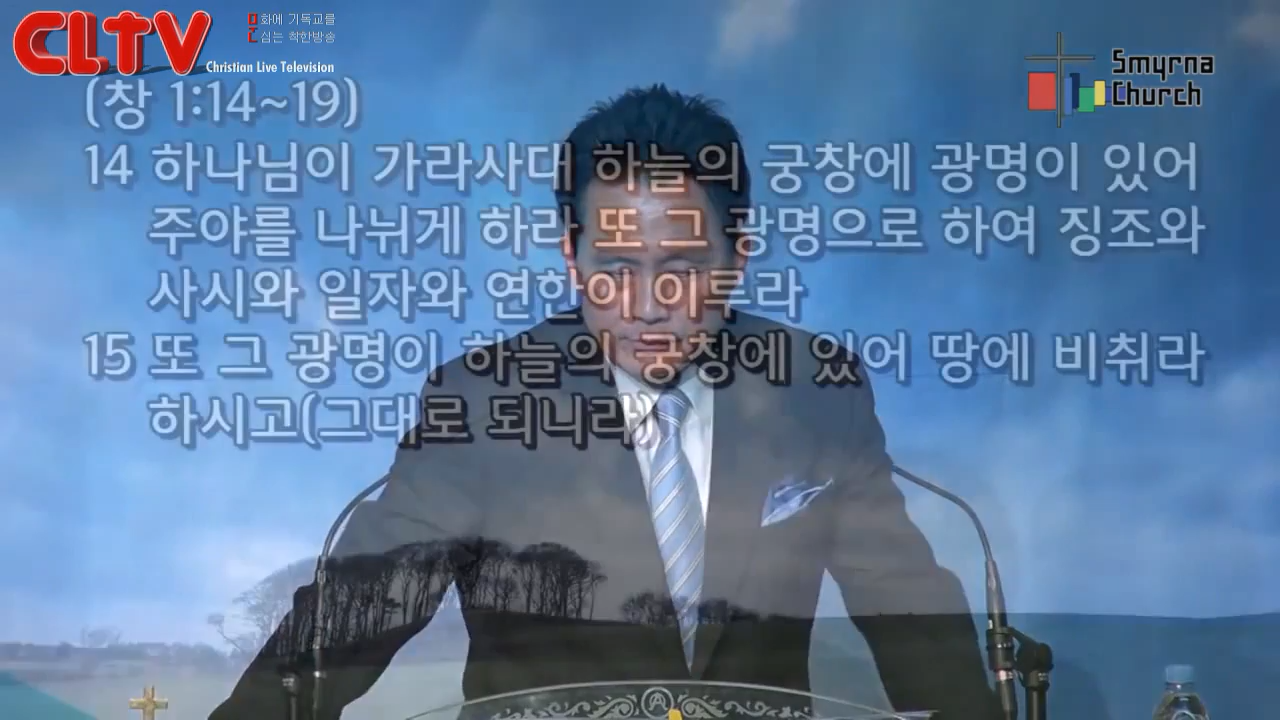 CLTV
문화에 기독교를
심는 착한방송
Christian Live Television
Smyrna
Church
(창 1:14~19)
14 하나님이 가라사대 하늘의 궁창에 광명이 있어
주야를 나뉘게 하라 또 그 광명으로 하여 징조와
사시와 일자와 연한에 이루라
15 또 그 광명이 하늘의 궁창에 있어 땅에 비취라
하시고(그대로 되니라)